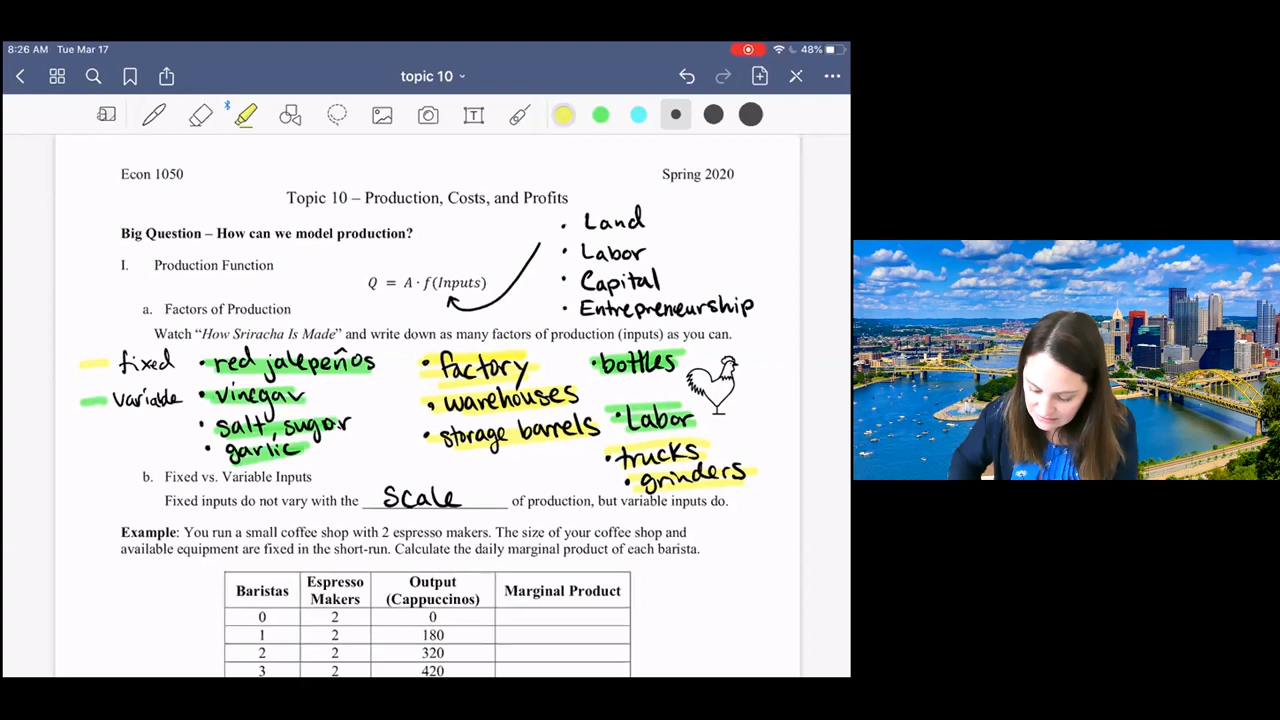 8:26 AM Tue Mar 17
48%
topic 10
Econ 1050
Spring 2020
Topic 10 – Production, Costs, and Profits
• Land
Big Question – How can we model production?
• Labor
I. Production Function
Q = A · f(Inputs)
• Capital
a. Factors of Production
• Entrepreneurship
Watch “How Sriracha Is Made” and write down as many factors of production (inputs) as you can.
fixed
• red jalepeños
• factory
• bottles
variable
• vinegar
• warehouses
• Labor
• salt, sugar
• storage barrels
• garlic
• trucks
• grinders
b. Fixed vs. Variable Inputs
Fixed inputs do not vary with the scale of production, but variable inputs do.
Example: You run a small coffee shop with 2 espresso makers. The size of your coffee shop and
available equipment are fixed in the short-run. Calculate the daily marginal product of each barista.
Baristas Espresso Makers Output (Cappuccinos) Marginal Product
0 2 0
1 2 180
2 2 320
3 2 420